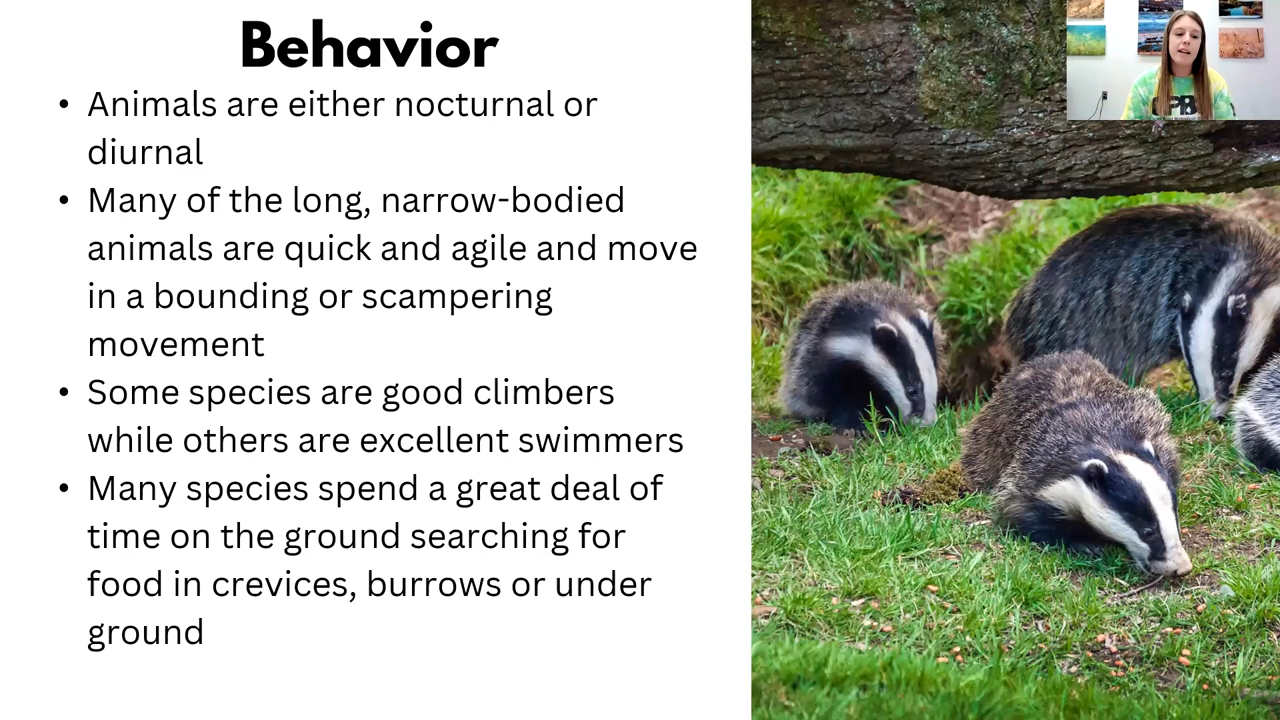 Behavior
• Animals are either nocturnal or
diurnal
• Many of the long, narrow-bodied
animals are quick and agile and move
in a bounding or scampering
movement
• Some species are good climbers
while others are excellent swimmers
• Many species spend a great deal of
time on the ground searching for
food in crevices, burrows or under
ground